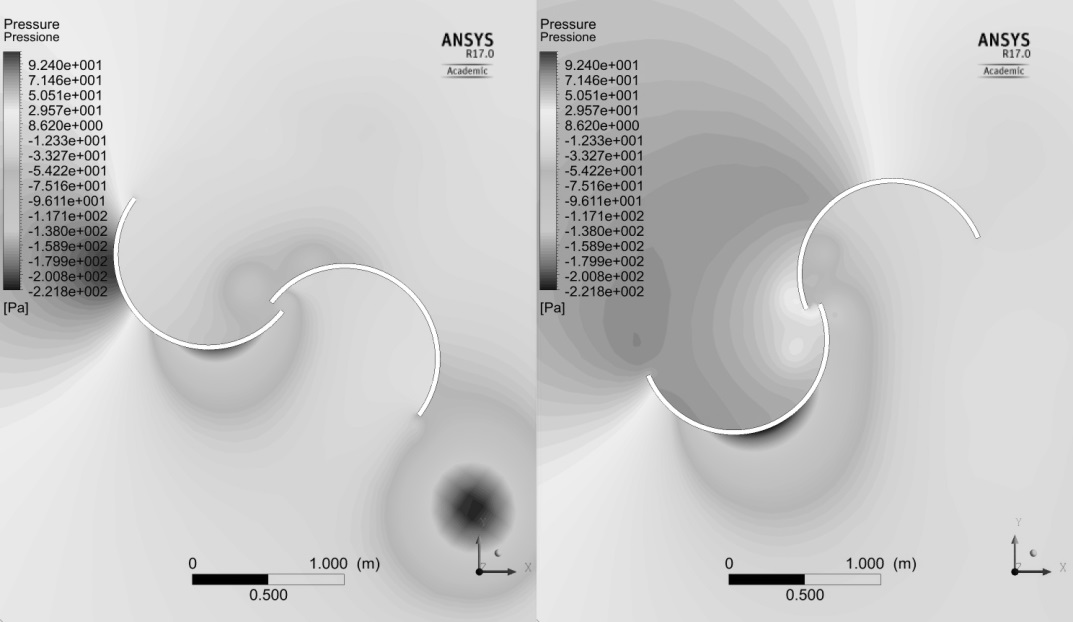 Pressure
Pressione
ANSYS
R17.0
Academic
9.240e+001
7.146e+001
5.051e+001
2.957e+001
8.620e+000
-1.233e+001
-3.327e+001
-5.422e+001
-7.516e+001
-9.611e+001
-1.171e+002
-1.380e+002
-1.589e+002
-1.799e+002
-2.008e+002
-2.218e+002
[Pa]
0 1.000 (m)
0.500
Y
Z
X
Pressure
Pressione
ANSYS
R17.0
Academic
9.240e+001
7.146e+001
5.051e+001
2.957e+001
8.620e+000
-1.233e+001
-3.327e+001
-5.422e+001
-7.516e+001
-9.611e+001
-1.171e+002
-1.380e+002
-1.589e+002
-1.799e+002
-2.008e+002
-2.218e+002
[Pa]
0 1.000 (m)
0.500
Y
Z
X